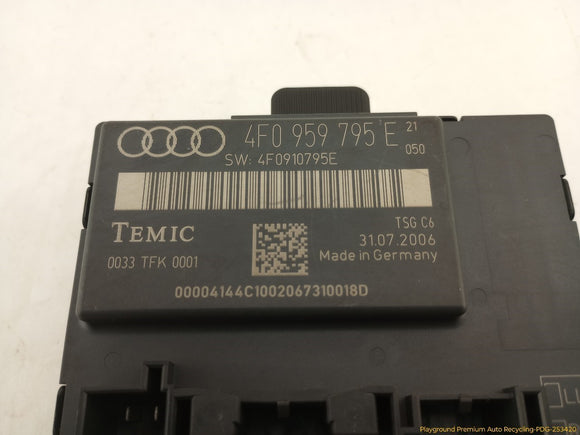 4F0 959 795 E 21
050
SW: 4F0910795E
TEMIC
TSG C6
31.07.2006
0033 TFK 0001
Made in Germany
00004144C1002067310018D
Playground Premium Auto Recycling-PDG-253420